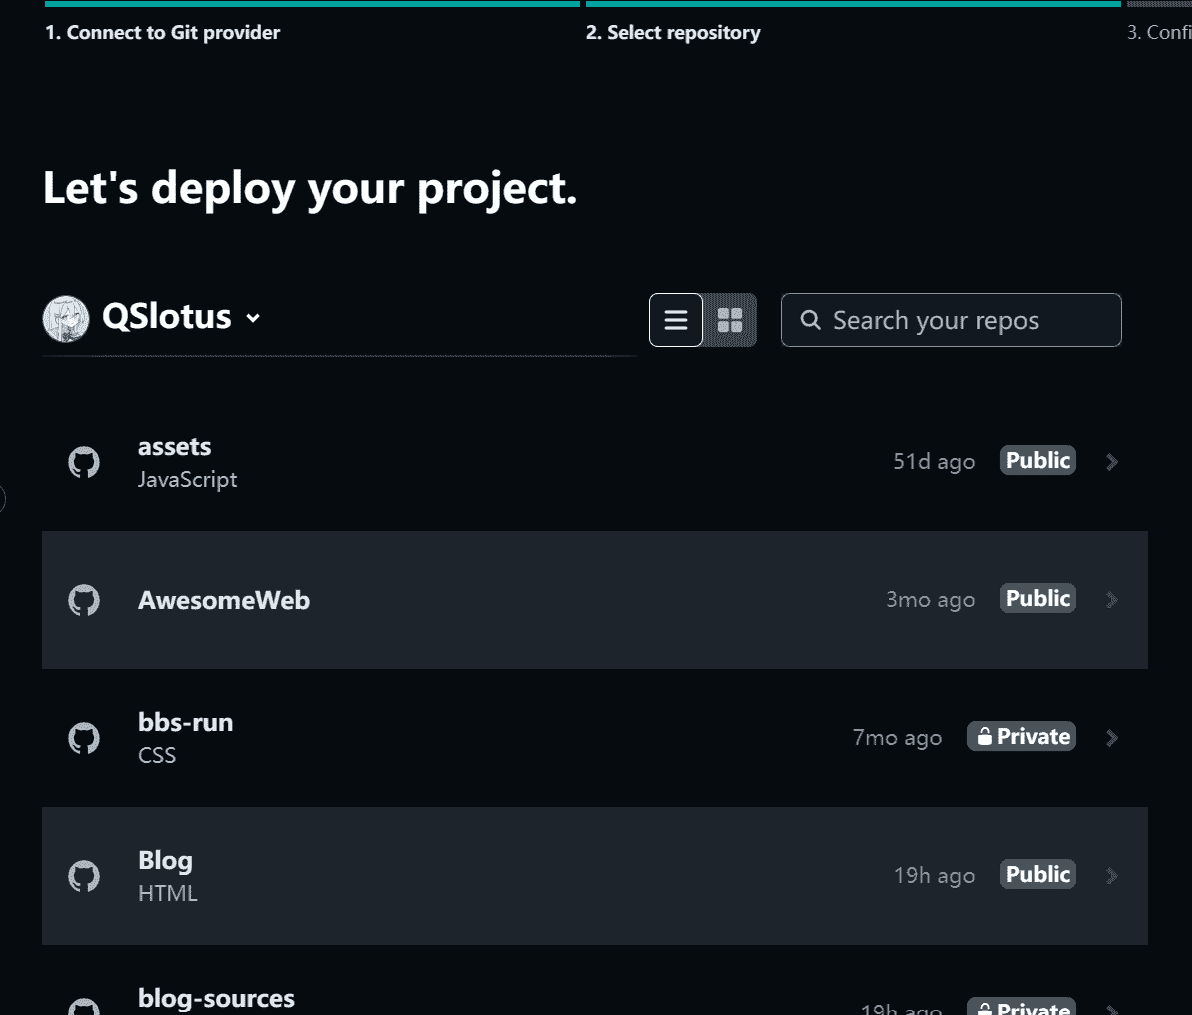 1. Connect to Git provider
2. Select repository
3. Confi
Let's deploy your project.
QSlotus
Search your repos
assets
JavaScript
51d ago
Public
AwesomeWeb
3mo ago
Public
bbs-run
CSS
7mo ago
Private
Blog
HTML
19h ago
Public
blog-sources
19h ago
Private